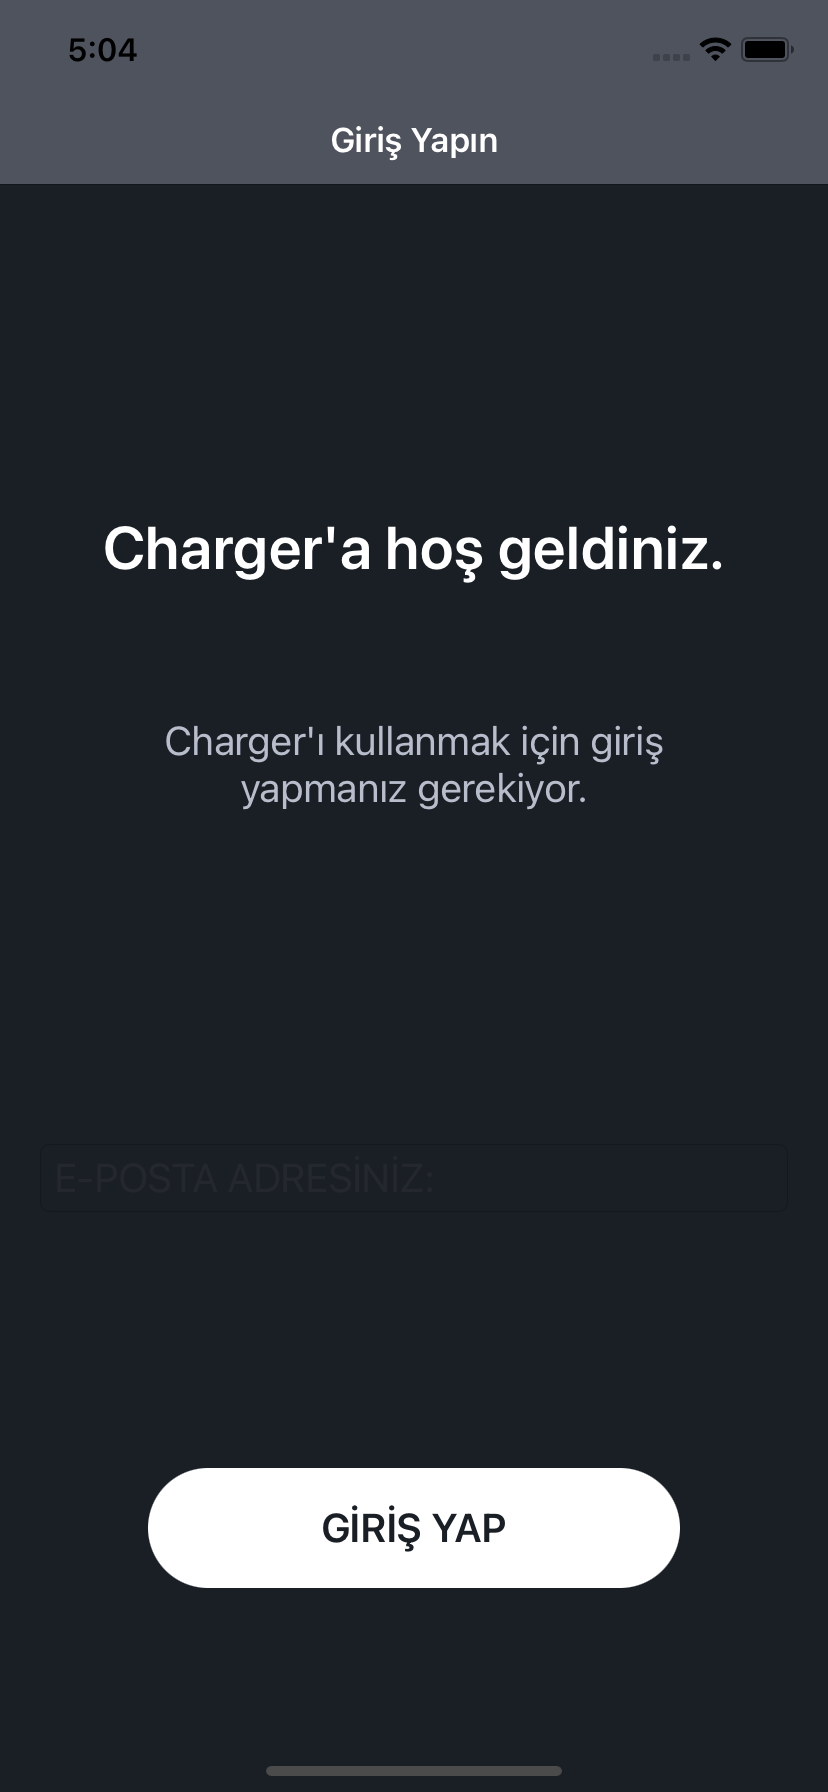 5:04
Giriş Yapın
Charger'a hoş geldiniz.
Charger'ı kullanmak için giriş
yapmanız gerekiyor.
E-POSTA ADRESİNİZ:
GİRİŞ YAP